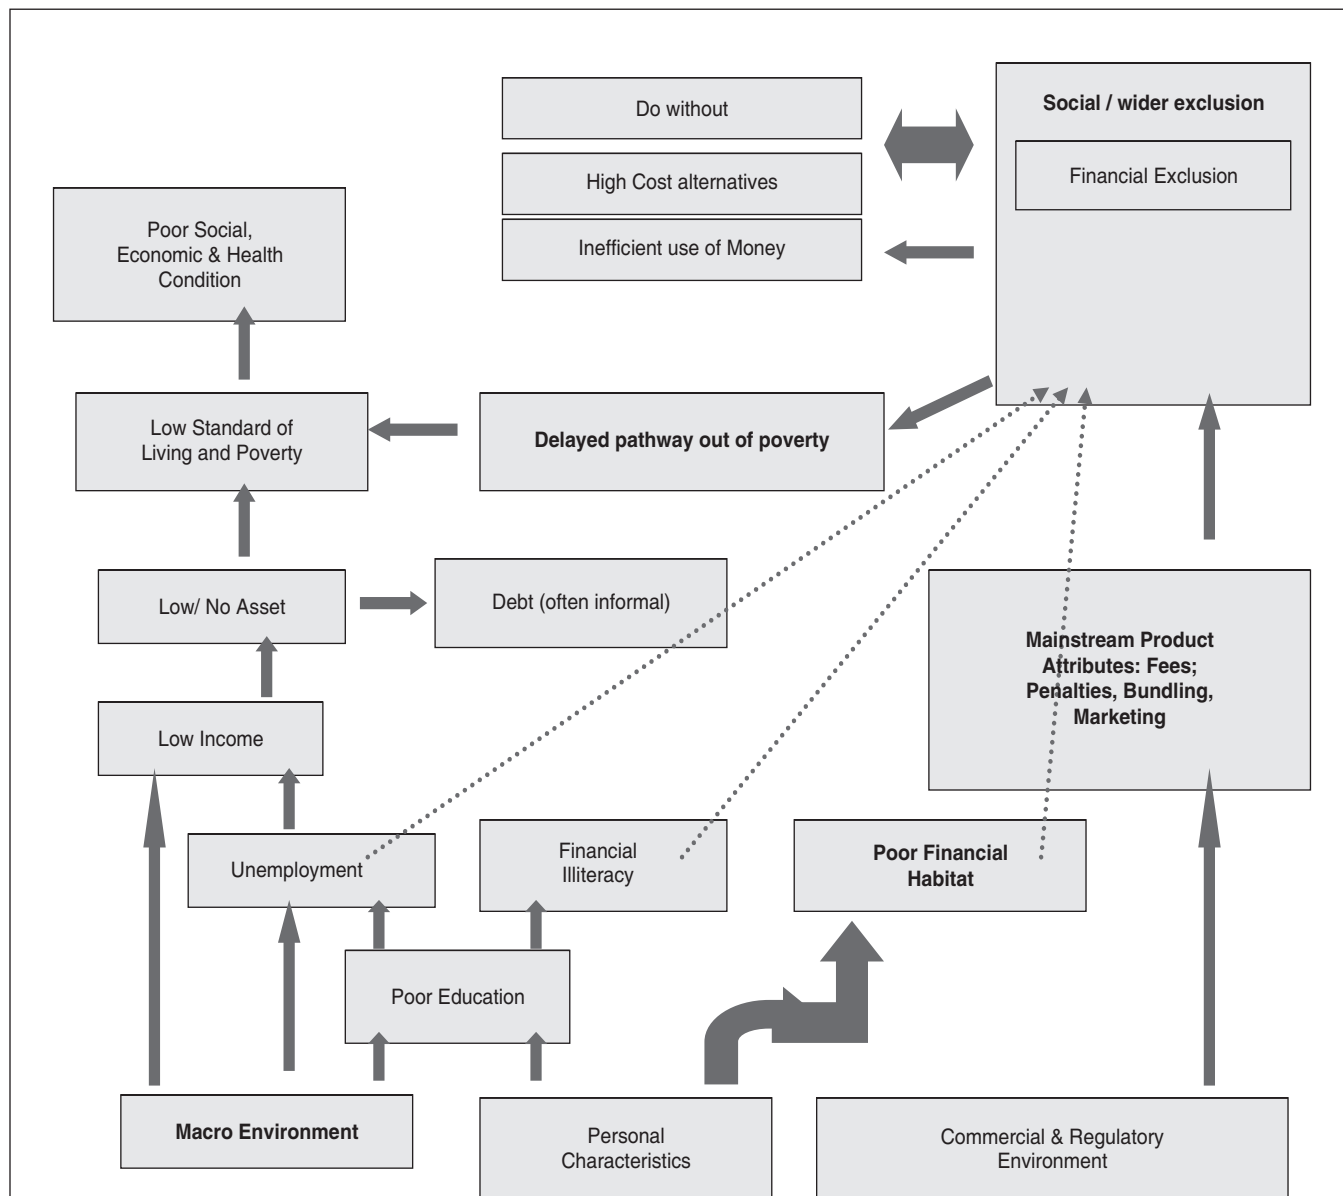 Do without
Social / wider exclusion
High Cost alternatives
Financial Exclusion
Poor Social,
Economic & Health
Condition
Inefficient use of Money
Low Standard of
Living and Poverty
Delayed pathway out of poverty
Low/ No Asset
Debt (often informal)
Mainstream Product
Attributes: Fees;
Penalties, Bundling,
Marketing
Low Income
Unemployment
Financial
Illiteracy
Poor Financial
Habitat
Poor Education
Macro Environment
Personal
Characteristics
Commercial & Regulatory
Environment